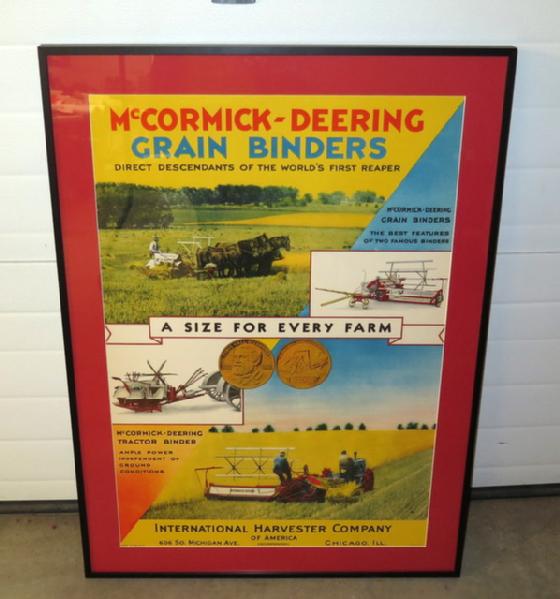 McCORMICK-DEERING
GRAIN BINDERS
DIRECT DESCENDANTS OF THE WORLD'S FIRST REAPER
McCORMICK-DEERING
GRAIN BINDERS
THE BEST FEATURES
OF TWO FAMOUS BINDERS
A SIZE FOR EVERY FARM
McCORMICK-DEERING
TRACTOR BINDER
AMPLE POWER
INDEPENDENT OF
GROUND
CONDITIONS
INTERNATIONAL HARVESTER COMPANY
OF AMERICA
606 SO. MICHIGAN AVE. CHICAGO, ILL.